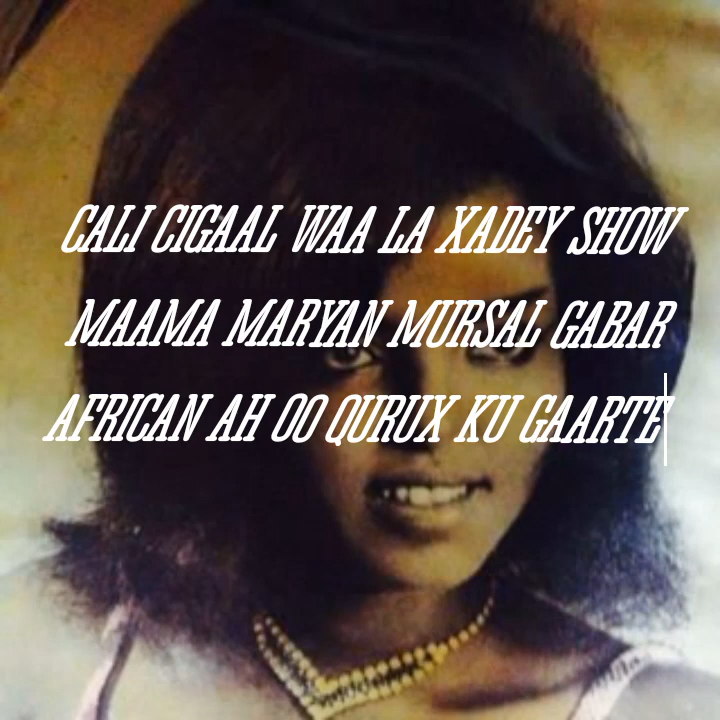 CALI CIGAAL WAA LA XADEY SHOW
MAAMA MARYAN MURSAL GABAR
AFRICAN AH OO QURUX KU GAARTE